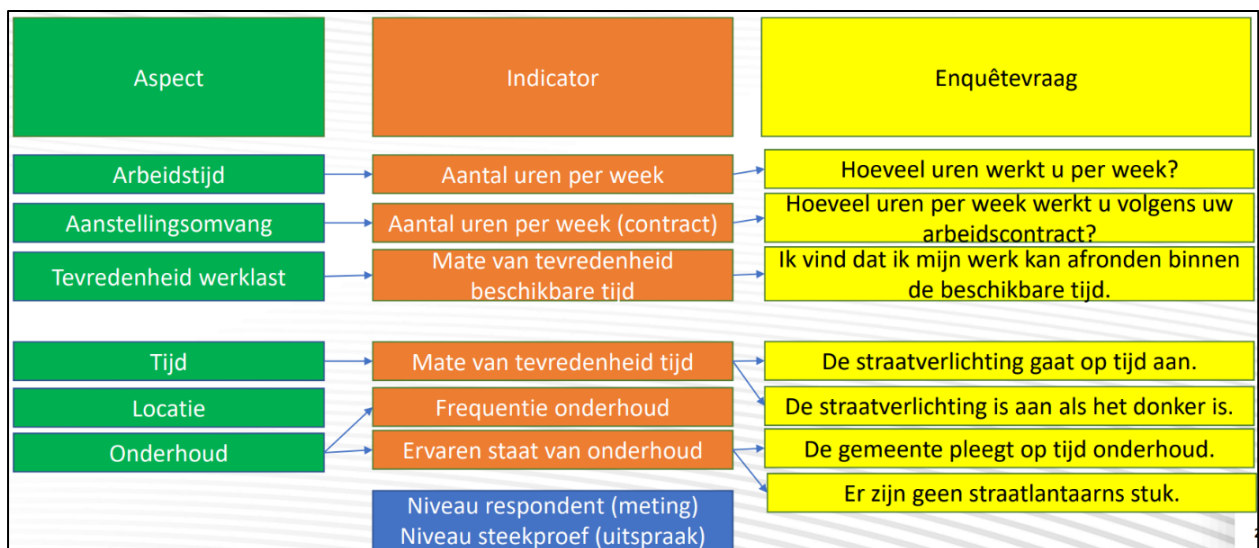 Aspect
Indicator
Enquêtevraag
Arbeidstijd
Aantal uren per week
Hoeveel uren werkt u per week?
Aanstellingsomvang
Aantal uren per week (contract)
Hoeveel uren per week werkt u volgens uw
arbeidscontract?
Tevredenheid werklast
Mate van tevredenheid
beschikbare tijd
Ik vind dat ik mijn werk kan afronden binnen
de beschikbare tijd.
Tijd
Mate van tevredenheid tijd
De straatverlichting gaat op tijd aan.
Locatie
Frequentie onderhoud
De straatverlichting is aan als het donker is.
Onderhoud
Ervaren staat van onderhoud
De gemeente pleegt op tijd onderhoud.
Er zijn geen straatlantaarns stuk.
Niveau respondent (meting)
Niveau steekproef (uitspraak)